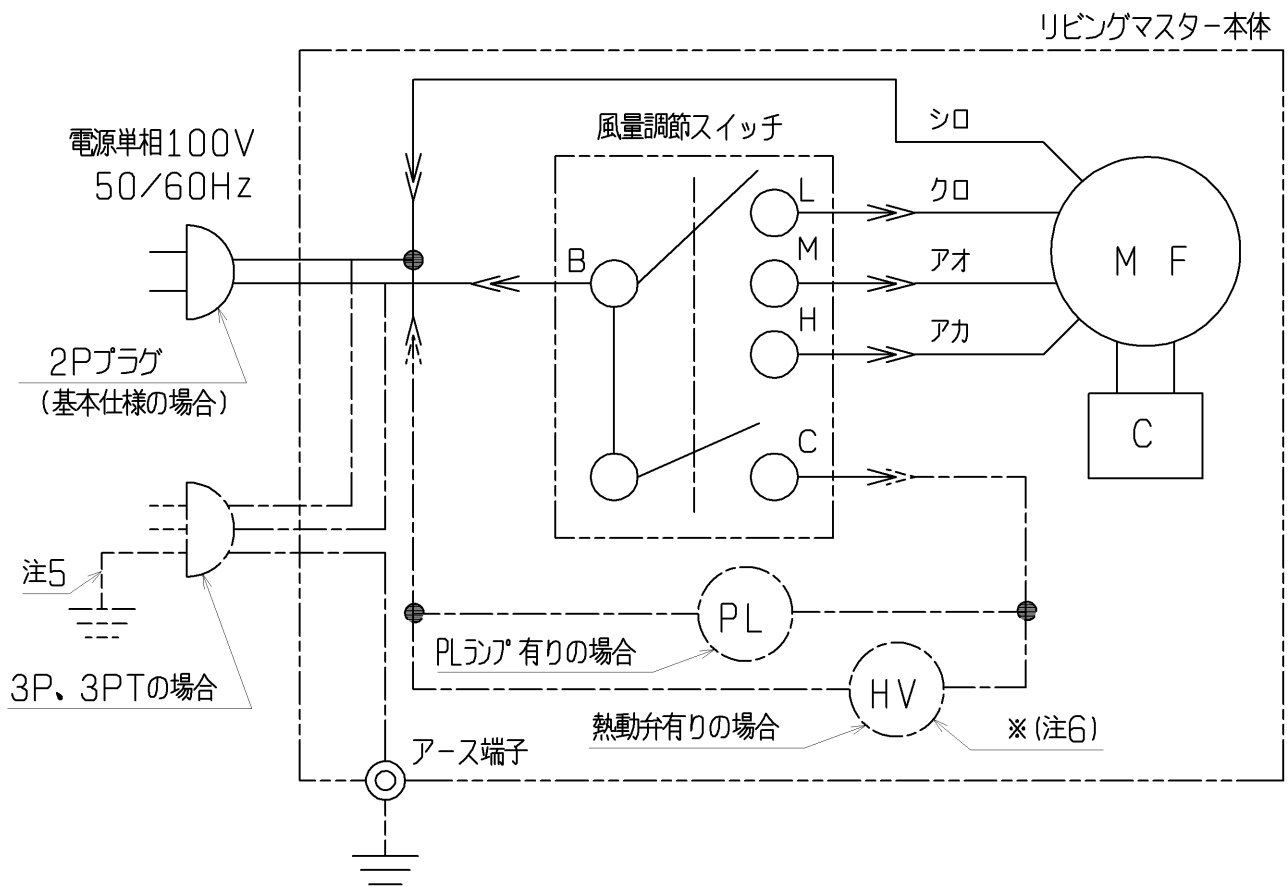 リビングマスター本体
電源単相100V
50/60Hz
風量調節スイッチ
シロ
L
クロ
M
アオ
B
M F
H
アカ
2Pプラグ
(基本仕様の場合)
C
C
注5
PL
PLランプ有りの場合
3P、3PTの場合
HV
熱動弁有りの場合
※(注6)
アース端子